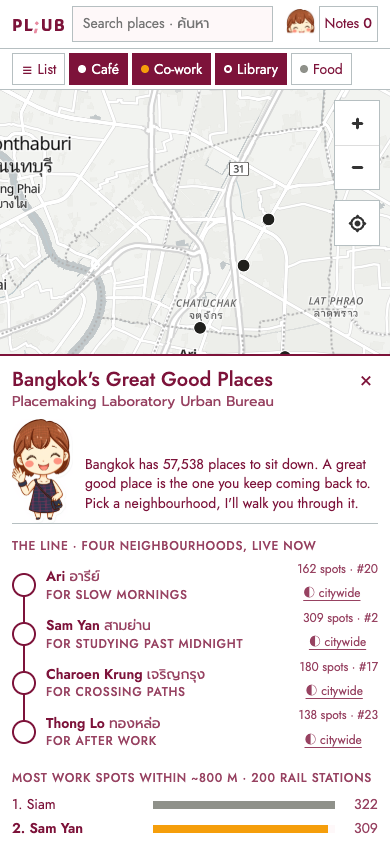 PL;UB
Search places · ค้นหา
Notes 0
≡ List
Café
Co-work
Library
Food
onthaburi
นนทบุรี
ng Phai
บางไผ่
31
CHATUCHAK
จตุจักร
LAT PHRAO
ลาดพร้าว
Ari
Bangkok's Great Good Places
Placemaking Laboratory Urban Bureau
Bangkok has 57,538 places to sit down. A great
good place is the one you keep coming back to.
Pick a neighbourhood, I'll walk you through it.
THE LINE · FOUR NEIGHBOURHOODS, LIVE NOW
Ari อารีย์
162 spots · #20
FOR SLOW MORNINGS
citywide
Sam Yan สามย่าน
309 spots · #2
FOR STUDYING PAST MIDNIGHT
citywide
Charoen Krung เจริญกรุง
180 spots · #17
FOR CROSSING PATHS
citywide
Thong Lo ทองหล่อ
138 spots · #23
FOR AFTER WORK
citywide
MOST WORK SPOTS WITHIN ~800 M · 200 RAIL STATIONS
1. Siam 322
2. Sam Yan 309